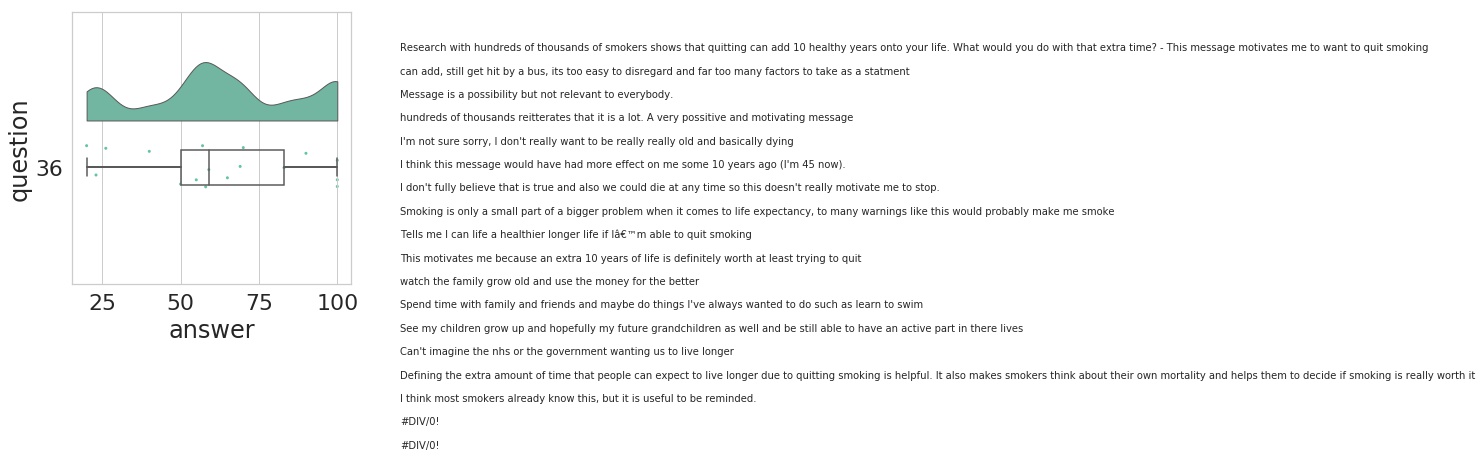 question
36
25 50 75 100
answer
Research with hundreds of thousands of smokers shows that quitting can add 10 healthy years onto your life. What would you do with that extra time? - This message motivates me to want to quit smoking
can add, still get hit by a bus, its too easy to disregard and far too many factors to take as a statment
Message is a possibility but not relevant to everybody.
hundreds of thousands reitterates that it is a lot. A very possitive and motivating message
I'm not sure sorry, I don't really want to be really really old and basically dying
I think this message would have had more effect on me some 10 years ago (I'm 45 now).
I don't fully believe that is true and also we could die at any time so this doesn't really motivate me to stop.
Smoking is only a small part of a bigger problem when it comes to life expectancy, to many warnings like this would probably make me smoke
Tells me I can life a healthier longer life if Iâ€™m able to quit smoking
This motivates me because an extra 10 years of life is definitely worth at least trying to quit
watch the family grow old and use the money for the better
Spend time with family and friends and maybe do things I've always wanted to do such as learn to swim
See my children grow up and hopefully my future grandchildren as well and be still able to have an active part in there lives
Can't imagine the nhs or the government wanting us to live longer
Defining the extra amount of time that people can expect to live longer due to quitting smoking is helpful. It also makes smokers think about their own mortality and helps them to decide if smoking is really worth it
I think most smokers already know this, but it is useful to be reminded.
#DIV/0!
#DIV/0!